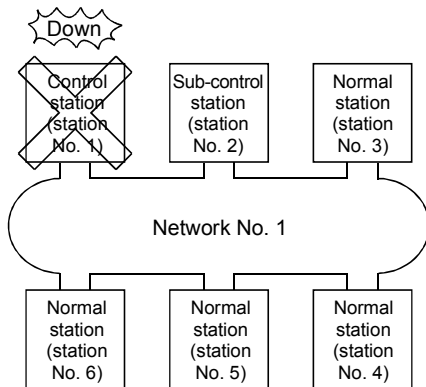 Down
Control
station
(station
No. 1)
Sub-control
station
(station
No. 2)
Normal
station
(station
No. 3)
Network No. 1
Normal
station
(station
No. 6)
Normal
station
(station
No. 5)
Normal
station
(station
No. 4)